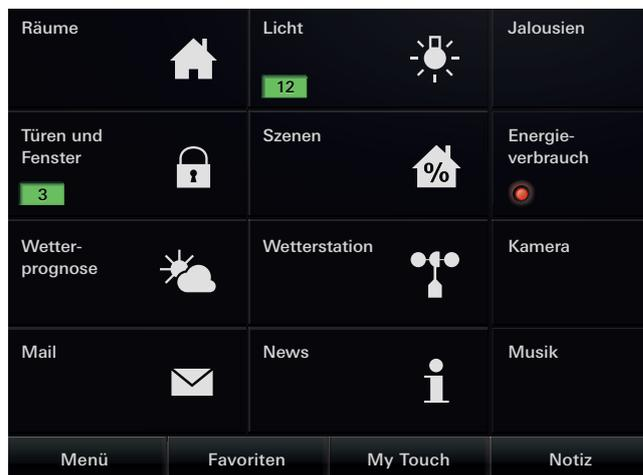 Räume
Licht
12
Jalousien
Türen und
Fenster
3
Szenen
%
Energie-
verbrauch
Wetter-
prognose
Wetterstation
Kamera
Mail
News
i
Musik
Menü
Favoriten
My Touch
Notiz